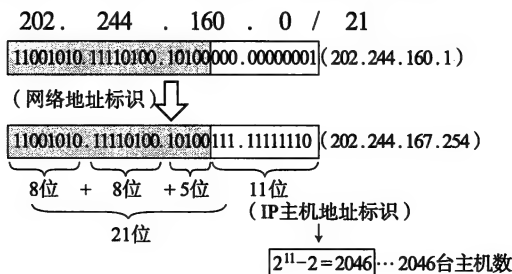 202. 244 . 160 . 0 / 21
11001010.11110100.10100000.00000001(202.244.160.1)
(网络地址标识)
11001010.11110100.10100111.11111110(202.244.167.254)
8位 + 8位 +5位 11位
(IP主机地址标识)
21位
2¹¹-2=2046…2046台主机数